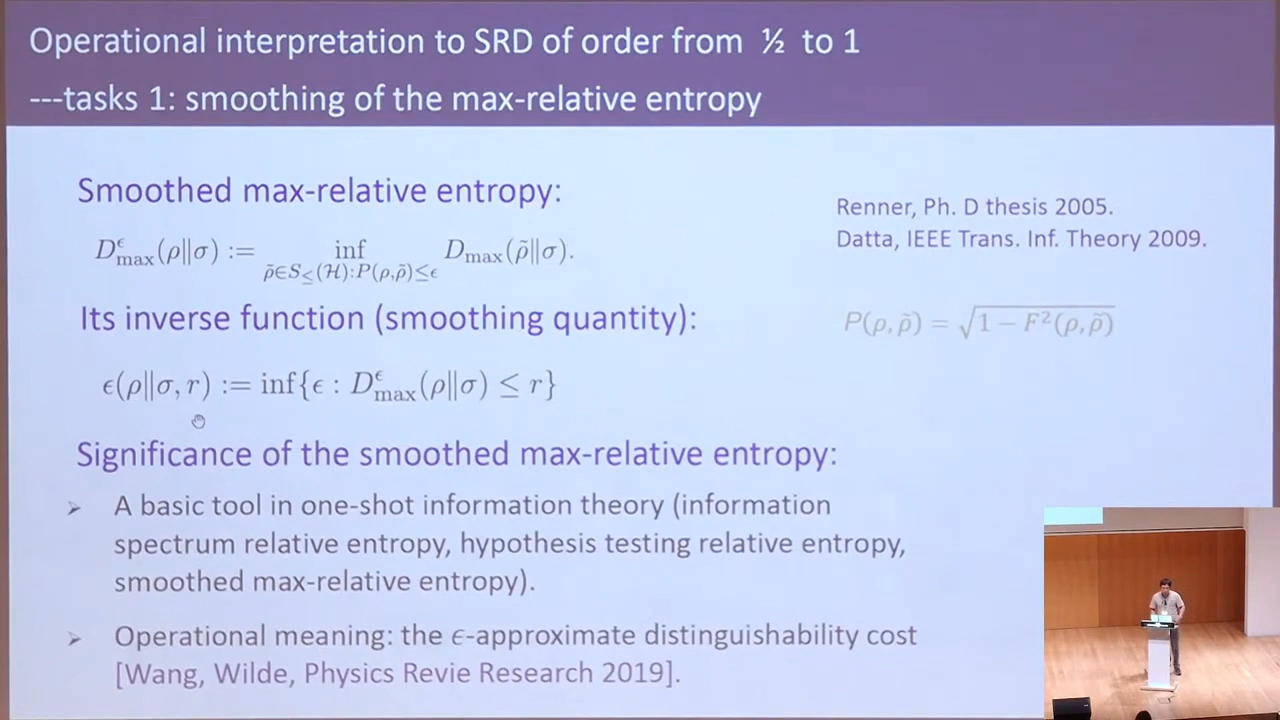 Operational interpretation to SRD of order from ½ to 1
---tasks 1: smoothing of the max-relative entropy
Smoothed max-relative entropy:
Renner, Ph. D thesis 2005.
Datta, IEEE Trans. Inf. Theory 2009.
D^ϵ_max(ρ||σ) := inf_{ρ̃∈S_≤(H):P(ρ,ρ̃)≤ϵ} D_max(ρ̃||σ).
Its inverse function (smoothing quantity):
P(ρ,ρ̃) = √(1 − F²(ρ,ρ̃))
ϵ(ρ||σ, r) := inf{ϵ : D^ϵ_max(ρ||σ) ≤ r}
Significance of the smoothed max-relative entropy:
➢ A basic tool in one-shot information theory (information
spectrum relative entropy, hypothesis testing relative entropy,
smoothed max-relative entropy).
➢ Operational meaning: the ϵ-approximate distinguishability cost
[Wang, Wilde, Physics Revie Research 2019].